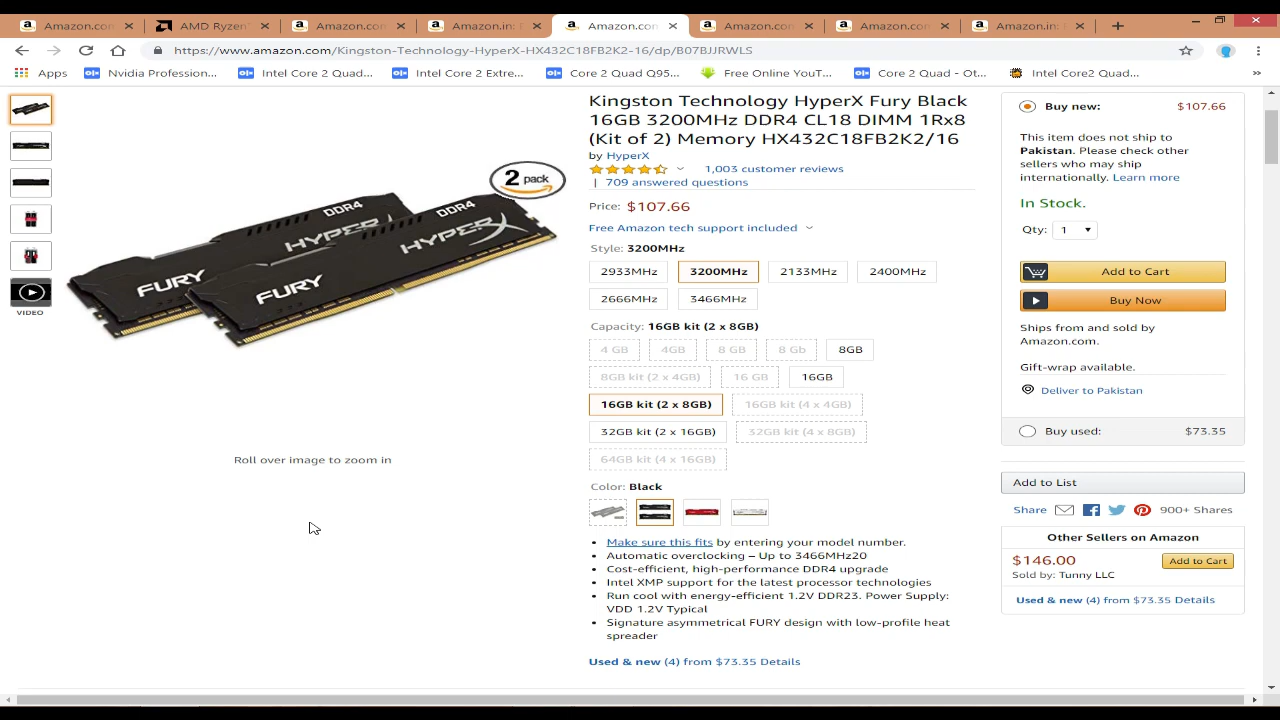 Amazon.com
AMD Ryzen
Amazon.com
Amazon.in:
Amazon.com
Amazon.com
Amazon.com
Amazon.in:
https://www.amazon.com/Kingston-Technology-HyperX-HX432C18FB2K2-16/dp/B07BJJRWLS
Apps
Nvidia Profession...
IntelCore 2 Quad...
Intel Core 2 Extre...
Core 2 Quad Q95...
Free Online YouT...
Core 2 Quad - Ot...
Intel Core2 Quad...
VIDEO
2 pack
DDR4
HYPERX
FURY
DDR4
HYPERX
FURY
Roll over image to zoom in
Kingston Technology HyperX Fury Black
16GB 3200MHz DDR4 CL18 DIMM 1Rx8
(Kit of 2) Memory HX432C18FB2K2/16
by HyperX
1,003 customer reviews
| 709 answered questions
Price: $107.66
Free Amazon tech support included
Style: 3200MHz
2933MHz 3200MHz 2133MHz 2400MHz
2666MHz 3466MHz
Capacity: 16GB kit (2 x 8GB)
4 GB 4GB 8 GB 8 Gb 8GB
8GB kit (2 x 4GB) 16 GB 16GB
16GB kit (2 x 8GB) 16GB kit (4 x 4GB)
32GB kit (2 x 16GB) 32GB kit (4 x 8GB)
64GB kit (4 x 16GB)
Color: Black
Make sure this fits by entering your model number.
Automatic overclocking – Up to 3466MHz20
Cost-efficient, high-performance DDR4 upgrade
Intel XMP support for the latest processor technologies
Run cool with energy-efficient 1.2V DDR23. Power Supply:
VDD 1.2V Typical
Signature asymmetrical FURY design with low-profile heat
spreader
Used & new (4) from $73.35 Details
Buy new: $107.66
This item does not ship to
Pakistan. Please check other
sellers who may ship
internationally. Learn more
In Stock.
Qty: 1
Add to Cart
Buy Now
Ships from and sold by
Amazon.com.
Gift-wrap available.
Deliver to Pakistan
Buy used: $73.35
Add to List
Share 900+ Shares
Other Sellers on Amazon
$146.00 Add to Cart
Sold by: Tunny LLC
Used & new (4) from $73.35 Details